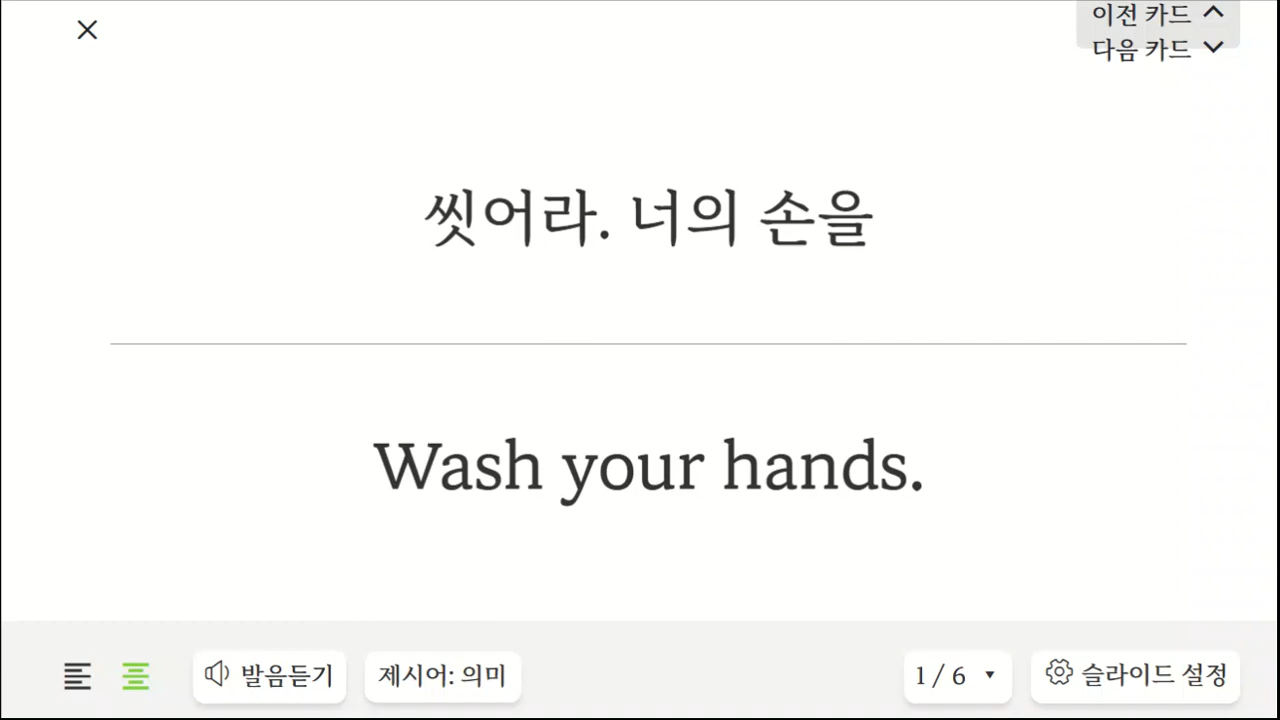 이전 카드
다음 카드
씻어라. 너의 손을
Wash your hands.
발음듣기
제시어: 의미
1 / 6
슬라이드 설정